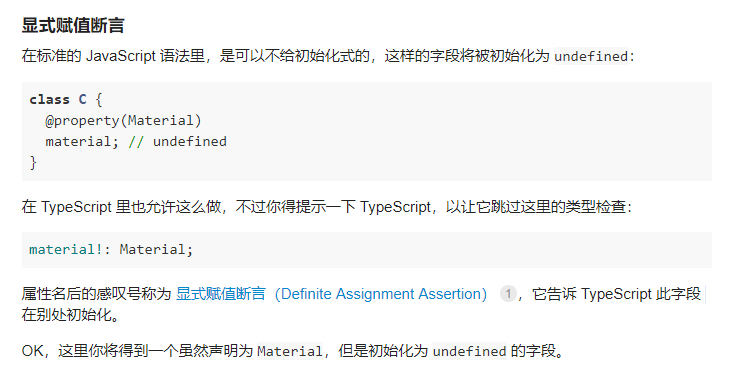 显式赋值断言
在标准的 JavaScript 语法里，是可以不给初始化式的，这样的字段将被初始化为 undefined：
class C {
  @property(Material)
  material; // undefined
}
在 TypeScript 里也允许这么做，不过你得提示一下 TypeScript，以让它跳过这里的类型检查：
material!: Material;
属性名后的感叹号称为 显式赋值断言（Definite Assignment Assertion） 1，它告诉 TypeScript 此字段
在别处初始化。
OK，这里你将得到一个虽然声明为 Material，但是初始化为 undefined 的字段。